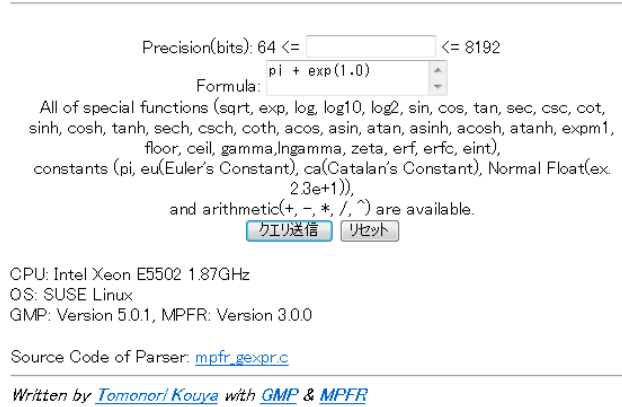 Precision(bits): 64 <= <= 8192
pi + exp(1.0)
Formula:
All of special functions (sqrt, exp, log, log10, log2, sin, cos, tan, sec, csc, cot,
sinh, cosh, tanh, sech, csch, coth, acos, asin, atan, asinh, acosh, atanh, expm1,
floor, ceil, gamma,lngamma, zeta, erf, erfc, eint),
constants (pi, eu(Euler's Constant), ca(Catalan's Constant), Normal Float(ex.
2.3e+1)),
and arithmetic(+, -, *, /, ^) are available.
クエリ送信 リセット
CPU: Intel Xeon E5502 1.87GHz
OS: SUSE Linux
GMP: Version 5.0.1, MPFR: Version 3.0.0
Source Code of Parser: mpfr_gexpr.c
Written by Tomonori Kouya with GMP & MPFR